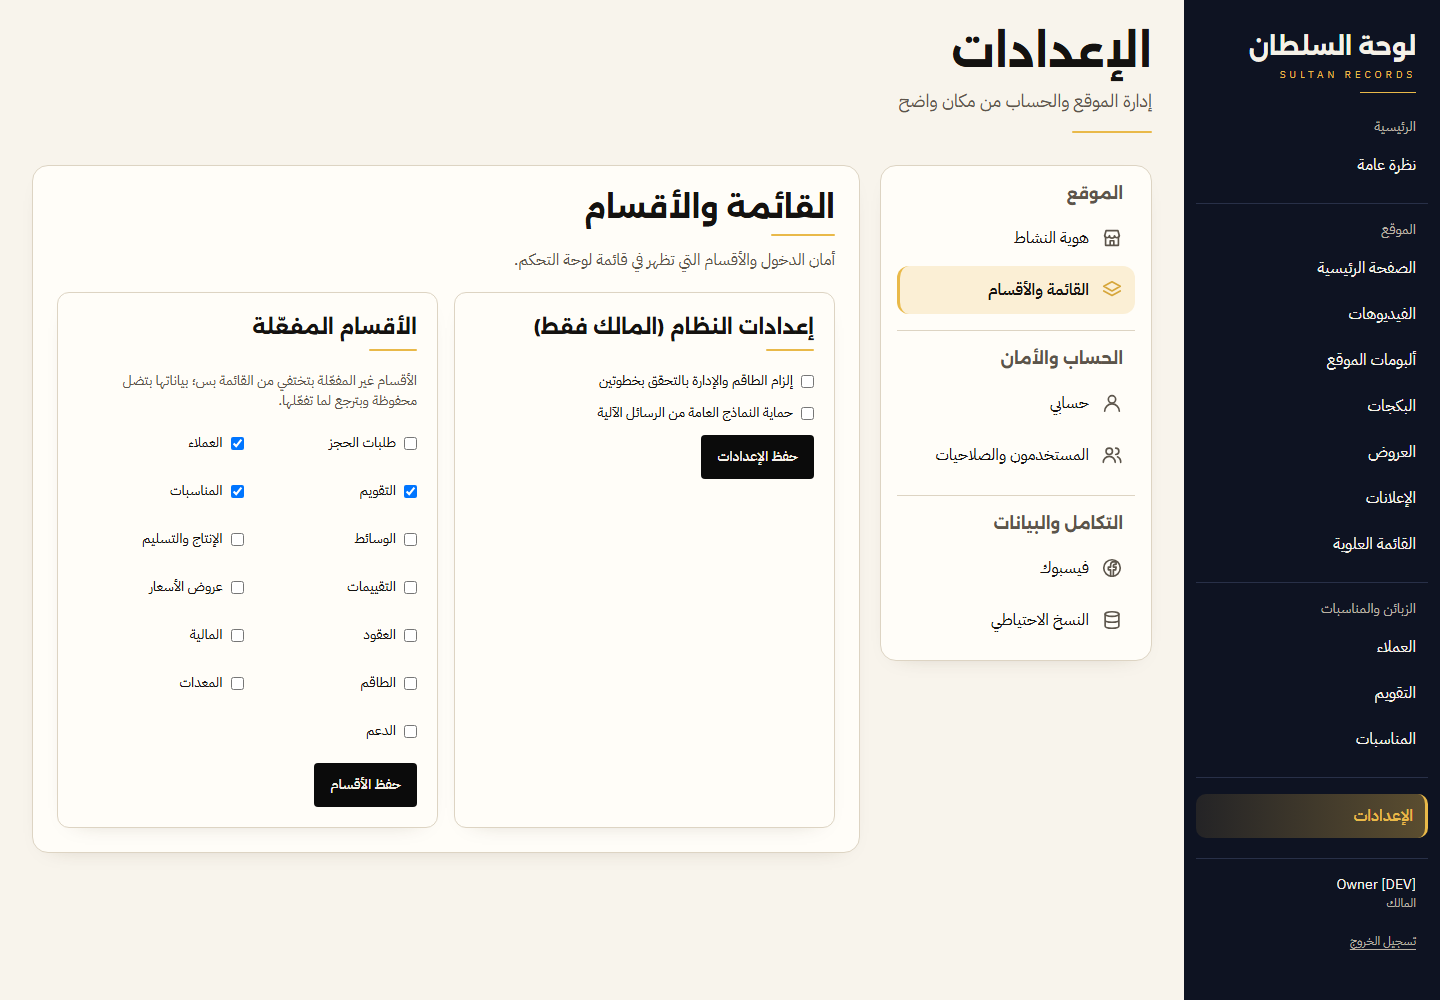 لوحة السلطان
SULTAN RECORDS
الرئيسية
نظرة عامة
الموقع
الصفحة الرئيسية
الفيديوهات
ألبومات الموقع
البكجات
العروض
الإعلانات
القائمة العلوية
الزبائن والمناسبات
العملاء
التقويم
المناسبات
الإعدادات
Owner [DEV]
المالك
تسجيل الخروج
الإعدادات
إدارة الموقع والحساب من مكان واضح
الموقع
هوية النشاط
القائمة والأقسام
الحساب والأمان
حسابي
المستخدمون والصلاحيات
التكامل والبيانات
فيسبوك
النسخ الاحتياطي
القائمة والأقسام
أمان الدخول والأقسام التي تظهر في قائمة لوحة التحكم.
إعدادات النظام (المالك فقط)
إلزام الطاقم والإدارة بالتحقق بخطوتين
حماية النماذج العامة من الرسائل الآلية
حفظ الإعدادات
الأقسام المفعّلة
الأقسام غير المفعّلة بتختفي من القائمة بس؛ بياناتها بتضل
محفوظة وبترجع لما تفعّلها.
طلبات الحجز
العملاء
التقويم
المناسبات
الوسائط
الإنتاج والتسليم
التقييمات
عروض الأسعار
العقود
المالية
الطاقم
المعدات
الدعم
حفظ الأقسام